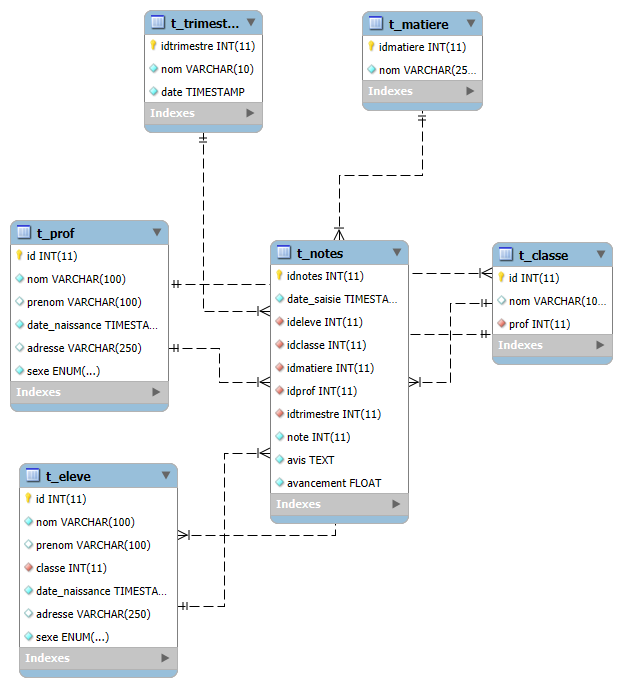 t_trimest...
idtrimestre INT(11)
nom VARCHAR(10)
date TIMESTAMP
Indexes
t_matiere
idmatiere INT(11)
nom VARCHAR(25...
Indexes
t_prof
id INT(11)
nom VARCHAR(100)
prenom VARCHAR(100)
date_naissance TIMESTA...
adresse VARCHAR(250)
sexe ENUM(...)
Indexes
t_notes
idnotes INT(11)
date_saisie TIMESTA...
ideleve INT(11)
idclasse INT(11)
idmatiere INT(11)
idprof INT(11)
idtrimestre INT(11)
note INT(11)
avis TEXT
avancement FLOAT
Indexes
t_classe
id INT(11)
nom VARCHAR(10...
prof INT(11)
Indexes
t_eleve
id INT(11)
nom VARCHAR(100)
prenom VARCHAR(100)
classe INT(11)
date_naissance TIMESTA...
adresse VARCHAR(250)
sexe ENUM(...)
Indexes